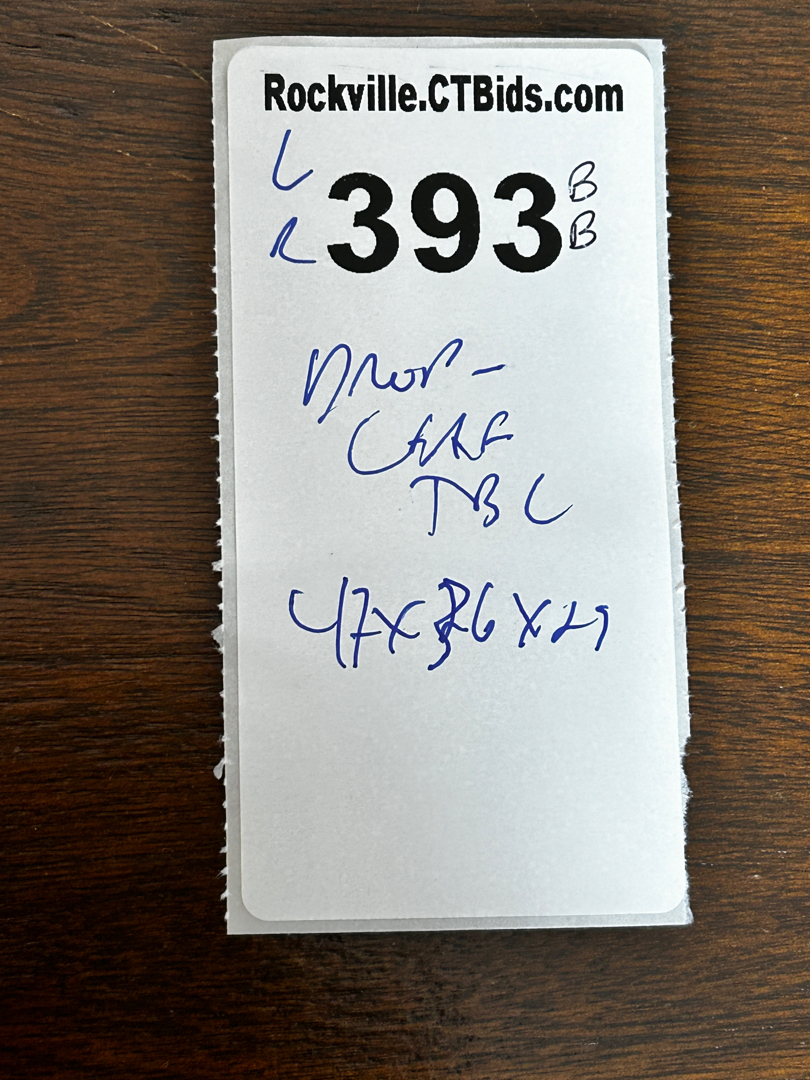 Rockville.CTBids.com
L
393 B
R B
DROP-
LEAF
TBL
47X36X29